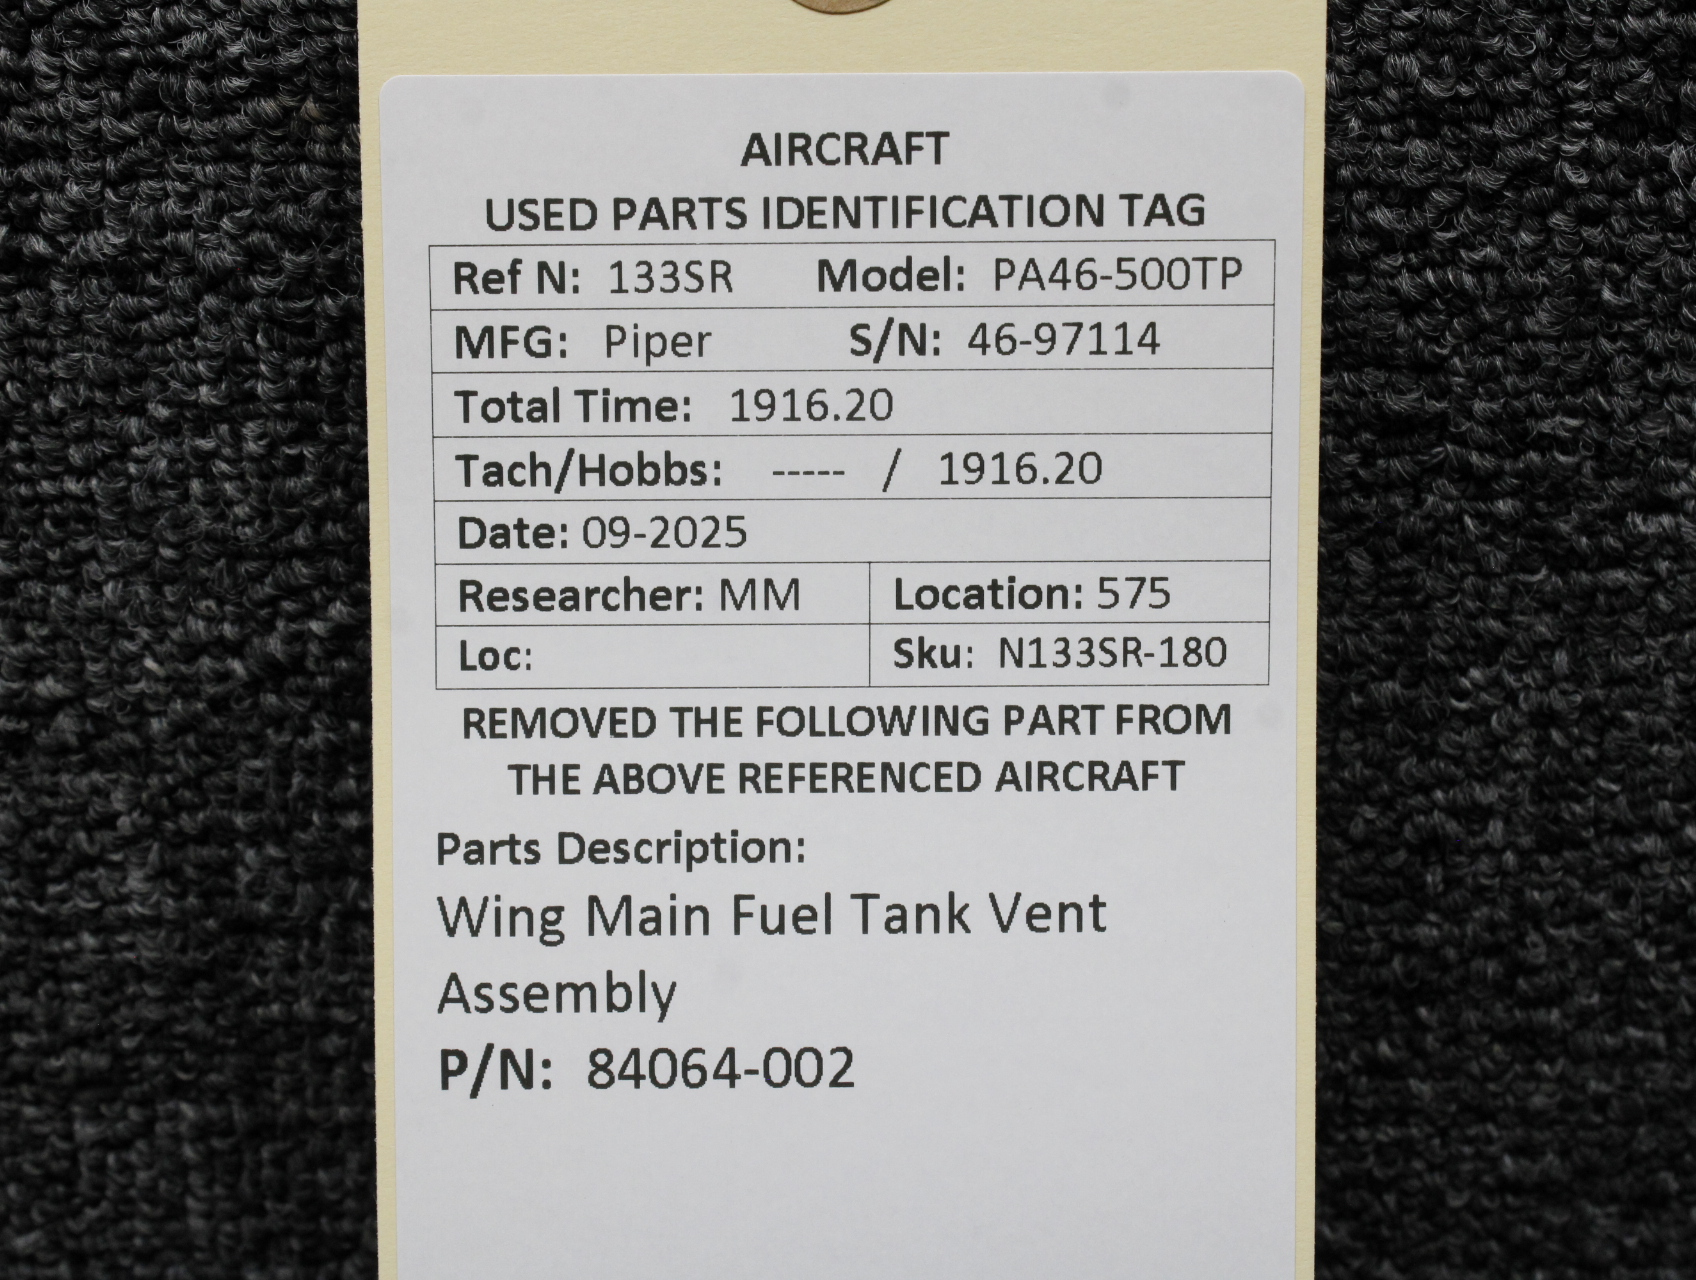 AIRCRAFT
USED PARTS IDENTIFICATION TAG
Ref N: 133SR Model: PA46-500TP
MFG: Piper S/N: 46-97114
Total Time: 1916.20
Tach/Hobbs: ----- / 1916.20
Date: 09-2025
Researcher: MM Location: 575
Loc: Sku: N133SR-180
REMOVED THE FOLLOWING PART FROM
THE ABOVE REFERENCED AIRCRAFT
Parts Description:
Wing Main Fuel Tank Vent
Assembly
P/N: 84064-002